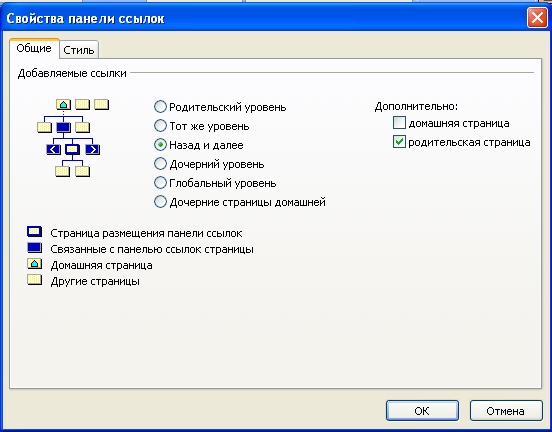 Свойства панели ссылок
Общие
Стиль
Добавляемые ссылки
Родительский уровень
Тот же уровень
Назад и далее
Дочерний уровень
Глобальный уровень
Дочерние страницы домашней
Дополнительно:
домашняя страница
родительская страница
Страница размещения панели ссылок
Связанные с панелью ссылок страницы
Домашняя страница
Другие страницы
ОК
Отмена